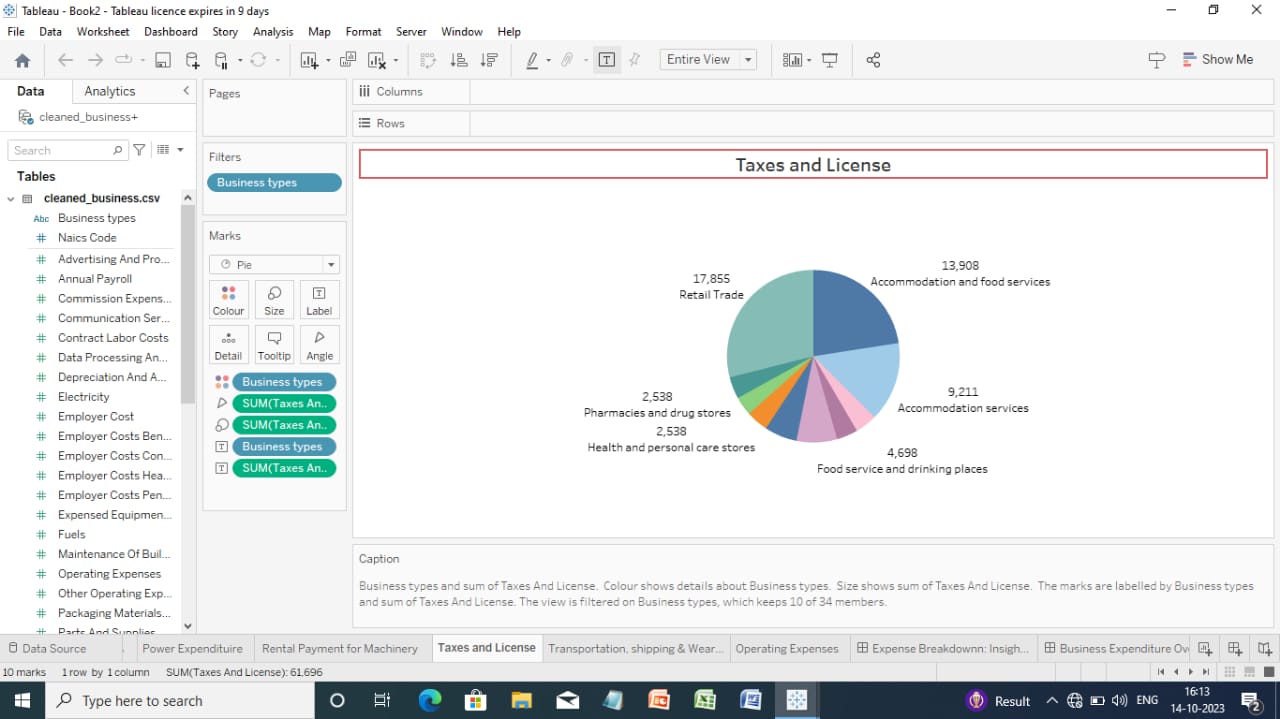 Tableau - Book2 - Tableau licence expires in 9 days
File Data Worksheet Dashboard Story Analysis Map Format Server Window Help
Entire View
Show Me
Data Analytics
cleaned_business+
Search
Tables
cleaned_business.csv
Abc Business types
# Naics Code
# Advertising And Pro...
# Annual Payroll
# Commission Expens...
# Communication Ser...
# Contract Labor Costs
# Data Processing An...
# Depreciation And A...
# Electricity
# Employer Cost
# Employer Costs Ben...
# Employer Costs Con...
# Employer Costs Hea...
# Employer Costs Pen...
# Expensed Equipmen...
# Fuels
# Maintenance Of Buil...
# Operating Expenses
# Other Operating Exp...
# Packaging Materials...
# Parts And Supplies
Pages
Filters
Business types
Marks
Pie
Colour Size Label
Detail Tooltip Angle
Business types
SUM(Taxes An..
SUM(Taxes An..
Business types
SUM(Taxes An..
Columns
Rows
Taxes and License
13,908
Accommodation and food services
17,855
Retail Trade
9,211
Accommodation services
2,538
Pharmacies and drug stores
2,538
Health and personal care stores
4,698
Food service and drinking places
Caption
Business types and sum of Taxes And License. Colour shows details about Business types. Size shows sum of Taxes And License. The marks are labelled by Business types
and sum of Taxes And License. The view is filtered on Business types, which keeps 10 of 34 members.
Data Source Power Expenditure Rental Payment for Machinery Taxes and License Transportation, shipping & Wear... Operating Expenses Expense Breakdownn: Insigh... Business Expenditure Ov
10 marks 1 row by 1 column SUM(Taxes And License): 61,696
Type here to search
Result
ENG
16:13
14-10-2023
2